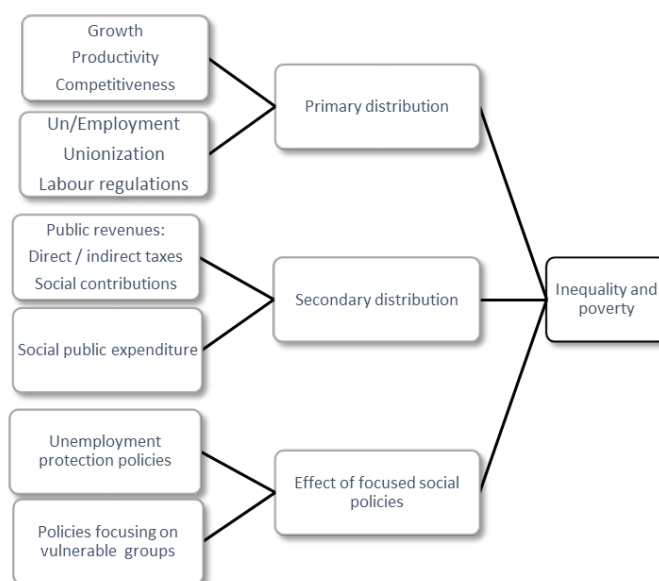 Growth
Productivity
Competitiveness
Primary distribution
Un/Employment
Unionization
Labour regulations
Public revenues:
Direct / indirect taxes
Social contributions
Secondary distribution
Inequality and
poverty
Social public expenditure
Unemployment
protection policies
Effect of focused social
policies
Policies focusing on
vulnerable groups